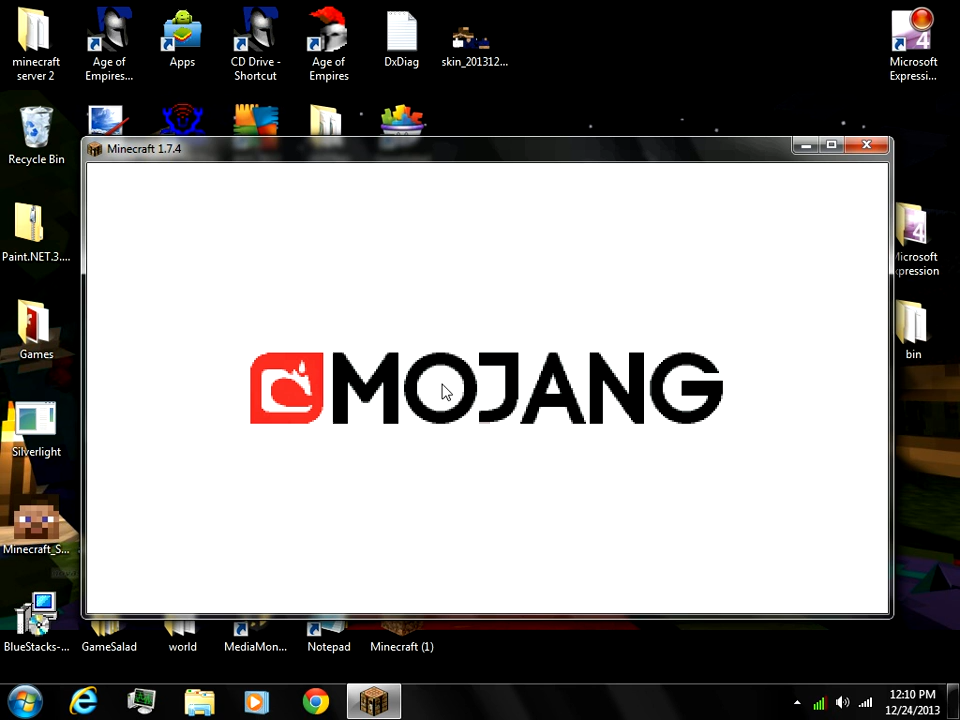 minecraft
server 2
Age of
Empires...
Apps
CD Drive -
Shortcut
Age of
Empires
DxDiag
skin_201312...
Microsoft
Expressi...
4
Recycle Bin
Minecraft 1.7.4
Paint.NET.3....
4
Microsoft
Expression
MOJANG
Games
bin
Silverlight
Minecraft_S...
BlueStacks-...
GameSalad
world
MediaMon...
Notepad
Minecraft (1)
12:10 PM
12/24/2013